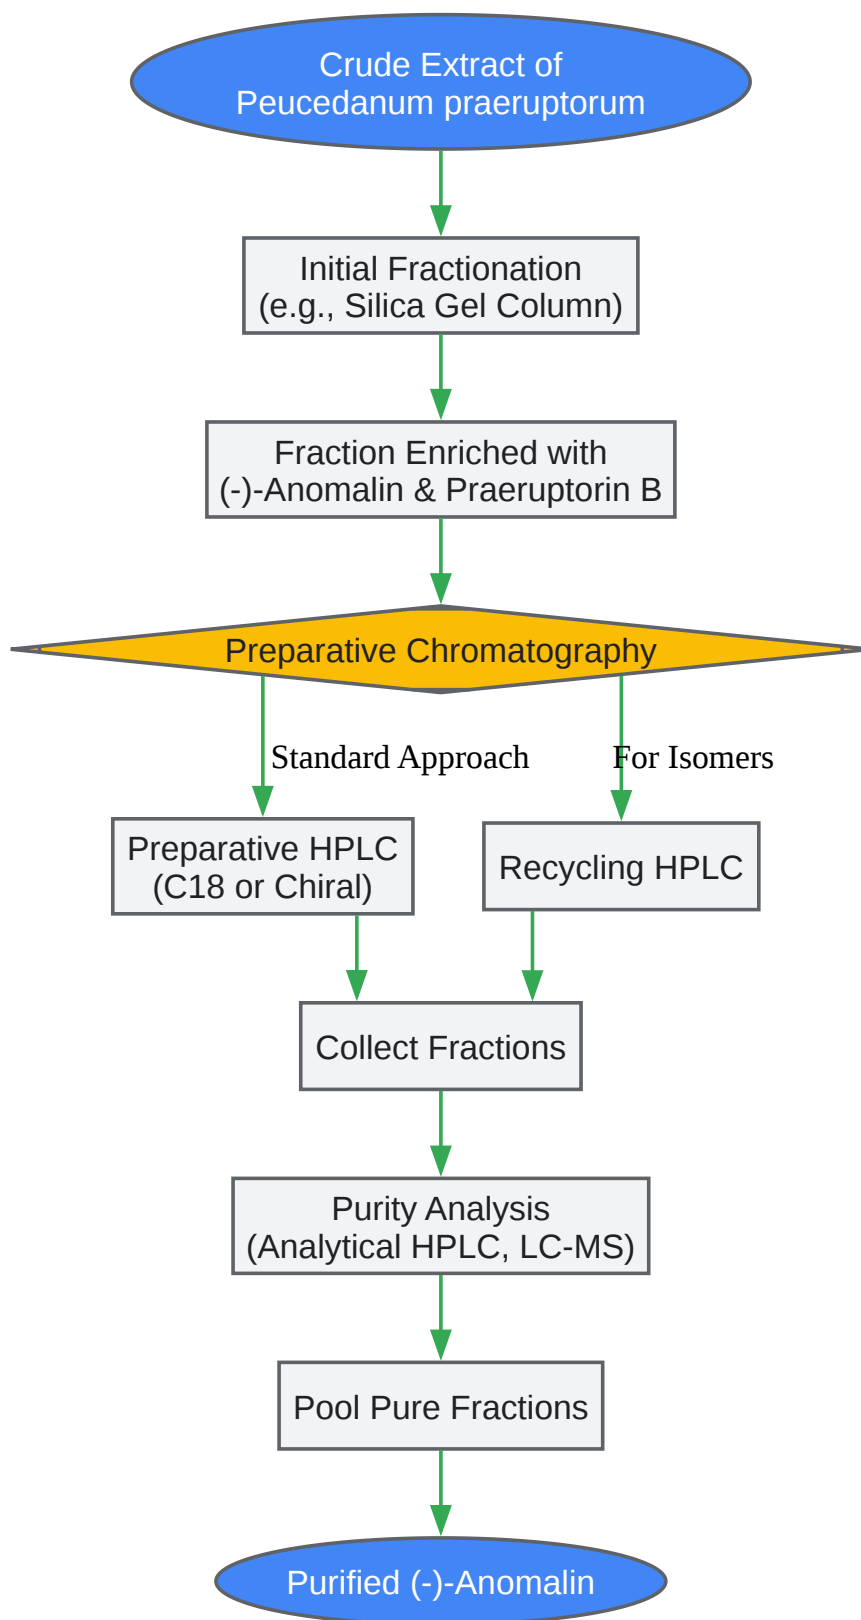 Crude Extract of
Peucedanum praeruptorum
Initial Fractionation
(e.g., Silica Gel Column)
Fraction Enriched with
(-)-Anomalin & Praeruptorin B
Preparative Chromatography
Standard Approach
For Isomers
Preparative HPLC
(C18 or Chiral)
Recycling HPLC
Collect Fractions
Purity Analysis
(Analytical HPLC, LC-MS)
Pool Pure Fractions
Purified (-)-Anomalin